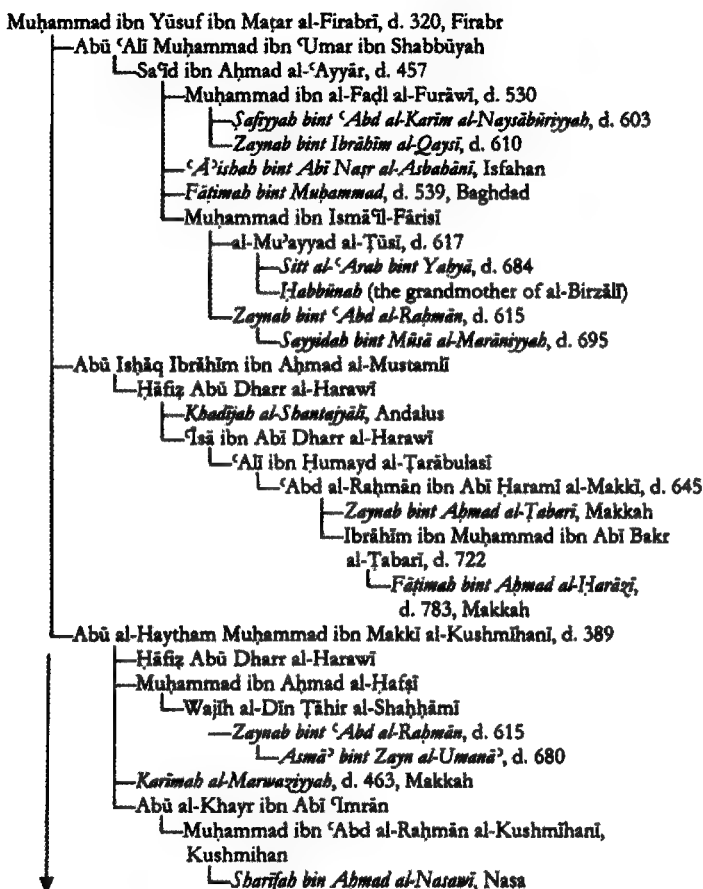 Muḥammad ibn Yūsuf ibn Maṭar al-Firabrī, d. 320, Firabr
Abū ʿAlī Muḥammad ibn ʿUmar ibn Shabbūyah
Saʿīd ibn Aḥmad al-ʿAyyār, d. 457
Muḥammad ibn al-Faḍl al-Furāwī, d. 530
Ṣafiyyah bint ʿAbd al-Karīm al-Naysābūriyyah, d. 603
Zaynab bint Ibrāhīm al-Qaysī, d. 610
ʿĀʾishah bint Abī Naṣr al-Aṣbahānī, Isfahan
Fāṭimah bint Muḥammad, d. 539, Baghdad
Muḥammad ibn Ismāʿīl-Fārisī
al-Muʾayyad al-Ṭūsī, d. 617
Sitt al-ʿArab bint Yaḥyā, d. 684
Ḥabbūnah (the grandmother of al-Birzālī)
Zaynab bint ʿAbd al-Raḥmān, d. 615
Sayyidah bint Mūsā al-Marāniyyah, d. 695
Abū Isḥāq Ibrāhīm ibn Aḥmad al-Mustamlī
Ḥāfiẓ Abū Dharr al-Harawī
Khadījah al-Shantajyālī, Andalus
ʿĪsā ibn Abī Dharr al-Harawī
ʿAlī ibn Ḥumayd al-Ṭarābulasī
ʿAbd al-Raḥmān ibn Abī Ḥaramī al-Makkī, d. 645
Zaynab bint Aḥmad al-Ṭabarī, Makkah
Ibrāhīm ibn Muḥammad ibn Abī Bakr
al-Ṭabarī, d. 722
Fāṭimah bint Aḥmad al-Ḥarāzī,
d. 783, Makkah
Abū al-Haytham Muḥammad ibn Makkī al-Kushmīhanī, d. 389
Ḥāfiẓ Abū Dharr al-Harawī
Muḥammad ibn Aḥmad al-Ḥafṣī
Wajīh al-Dīn Ṭāhir al-Shaḥḥāmī
Zaynab bint ʿAbd al-Raḥmān, d. 615
Asmāʾ bint Zayn al-Umanāʾ, d. 680
Karīmah al-Marwaziyyah, d. 463, Makkah
Abū al-Khayr ibn Abī ʿImrān
Muḥammad ibn ʿAbd al-Raḥmān al-Kushmīhanī,
Kushmihan
Sharīfah bin Aḥmad al-Nasawī, Nasa